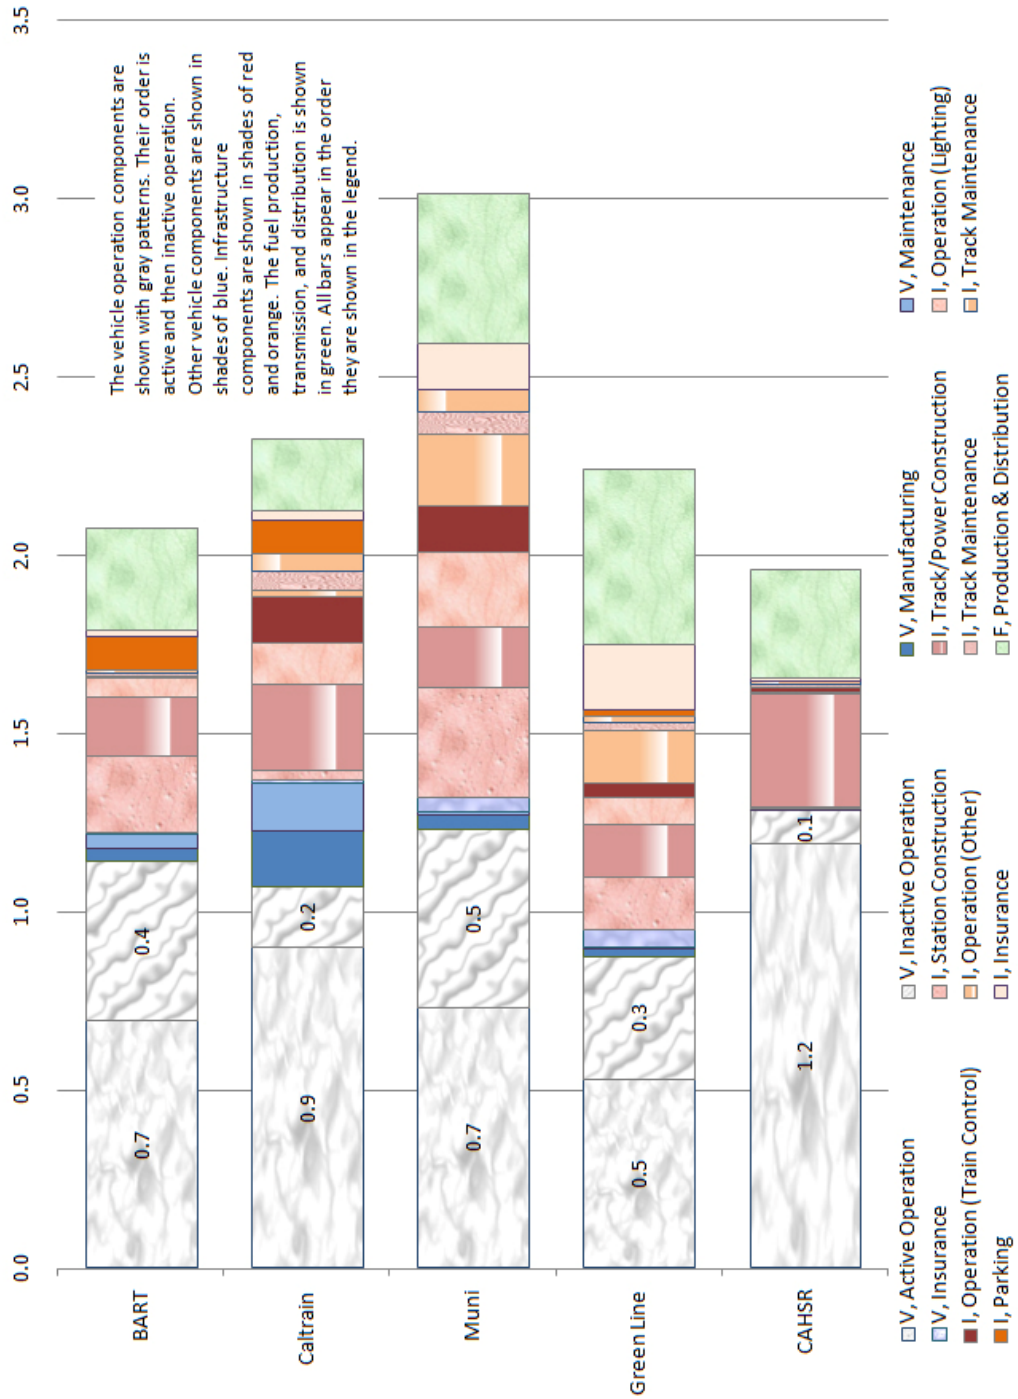 0.0 0.5 1.0 1.5 2.0 2.5 3.0 3.5
The vehicle operation components are
shown with gray patterns. Their order is
active and then inactive operation.
Other vehicle components are shown in
shades of blue. Infrastructure
components are shown in shades of red
and orange. The fuel production,
transmission, and distribution is shown
in green. All bars appear in the order
they are shown in the legend.
BART 0.7 0.4
Caltrain 0.9 0.2
Muni 0.7 0.5
Green Line 0.5 0.3
CAHSR 1.2 0.1
V, Active Operation V, Inactive Operation V, Manufacturing V, Maintenance
V, Insurance I, Station Construction I, Track/Power Construction I, Operation (Lighting)
I, Operation (Train Control) I, Operation (Other) I, Track Maintenance I, Track Maintenance
I, Parking I, Insurance F, Production & Distribution